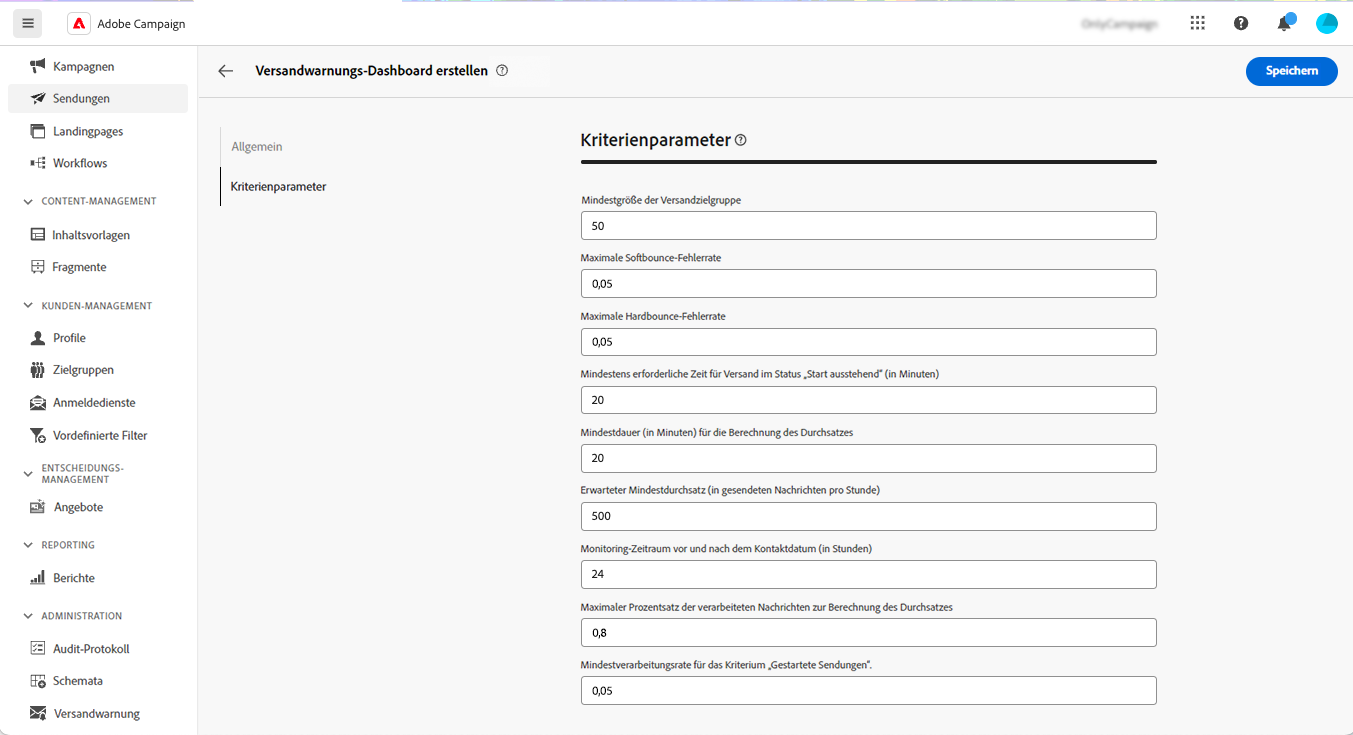 Adobe Campaign
Kampagnen
Sendungen
Landingpages
Workflows
CONTENT-MANAGEMENT
Inhaltsvorlagen
Fragmente
KUNDEN-MANAGEMENT
Profile
Zielgruppen
Anmeldedienste
Vordefinierte Filter
ENTSCHEIDUNGS-
MANAGEMENT
Angebote
REPORTING
Berichte
ADMINISTRATION
Audit-Protokoll
Schemata
Versandwarnung
Versandwarnungs-Dashboard erstellen
Speichern
Allgemein
Kriterienparameter
Kriterienparameter
Mindestgröße der Versandzielgruppe
50
Maximale Softbounce-Fehlerrate
0,05
Maximale Hardbounce-Fehlerrate
0,05
Mindestens erforderliche Zeit für Versand im Status „Start ausstehend“ (in Minuten)
20
Mindestdauer (in Minuten) für die Berechnung des Durchsatzes
20
Erwarteter Mindestdurchsatz (in gesendeten Nachrichten pro Stunde)
500
Monitoring-Zeitraum vor und nach dem Kontaktdatum (in Stunden)
24
Maximaler Prozentsatz der verarbeiteten Nachrichten zur Berechnung des Durchsatzes
0,8
Mindestverarbeitungsrate für das Kriterium „Gestartete Sendungen“.
0,05